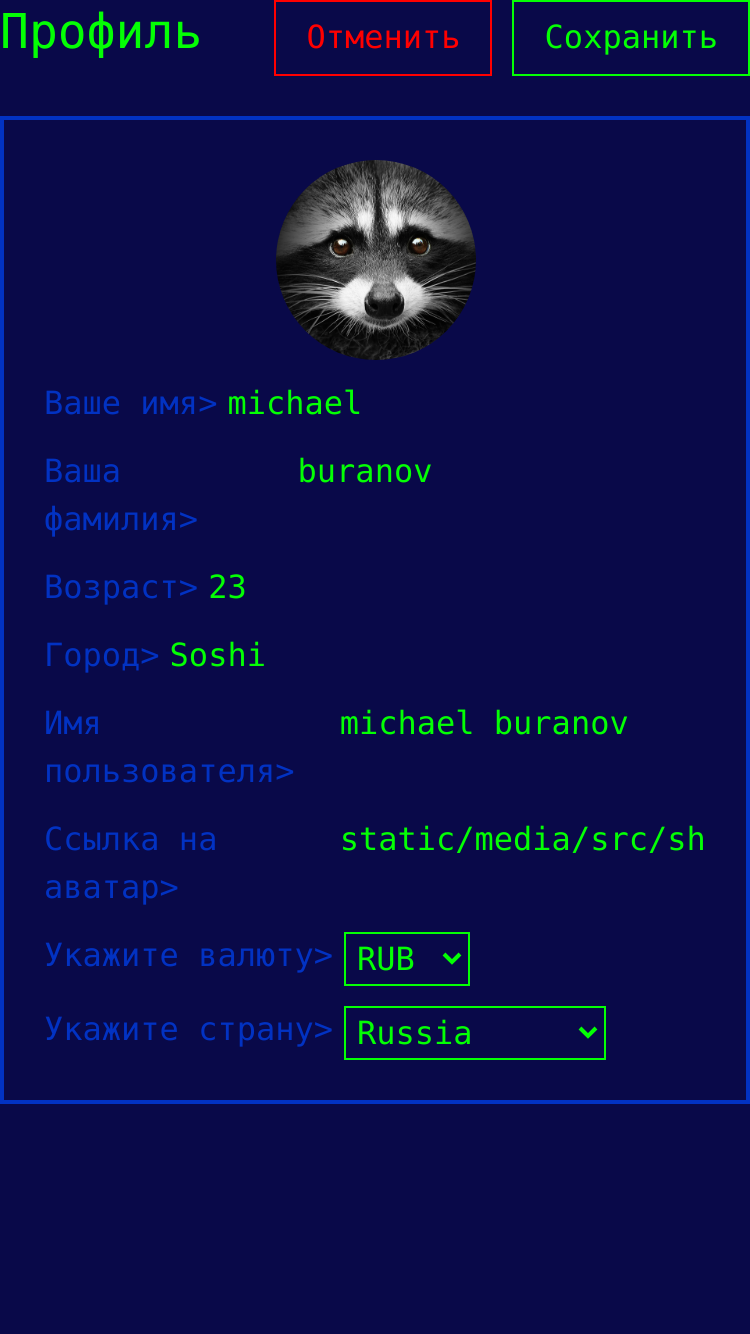 Профиль Отменить Сохранить
Ваше имя> michael
Ваша buranov
фамилия>
Возраст> 23
Город> Soshi
Имя michael buranov
пользователя>
Ссылка на static/media/src/sh
аватар>
Укажите валюту> RUB
Укажите страну> Russia